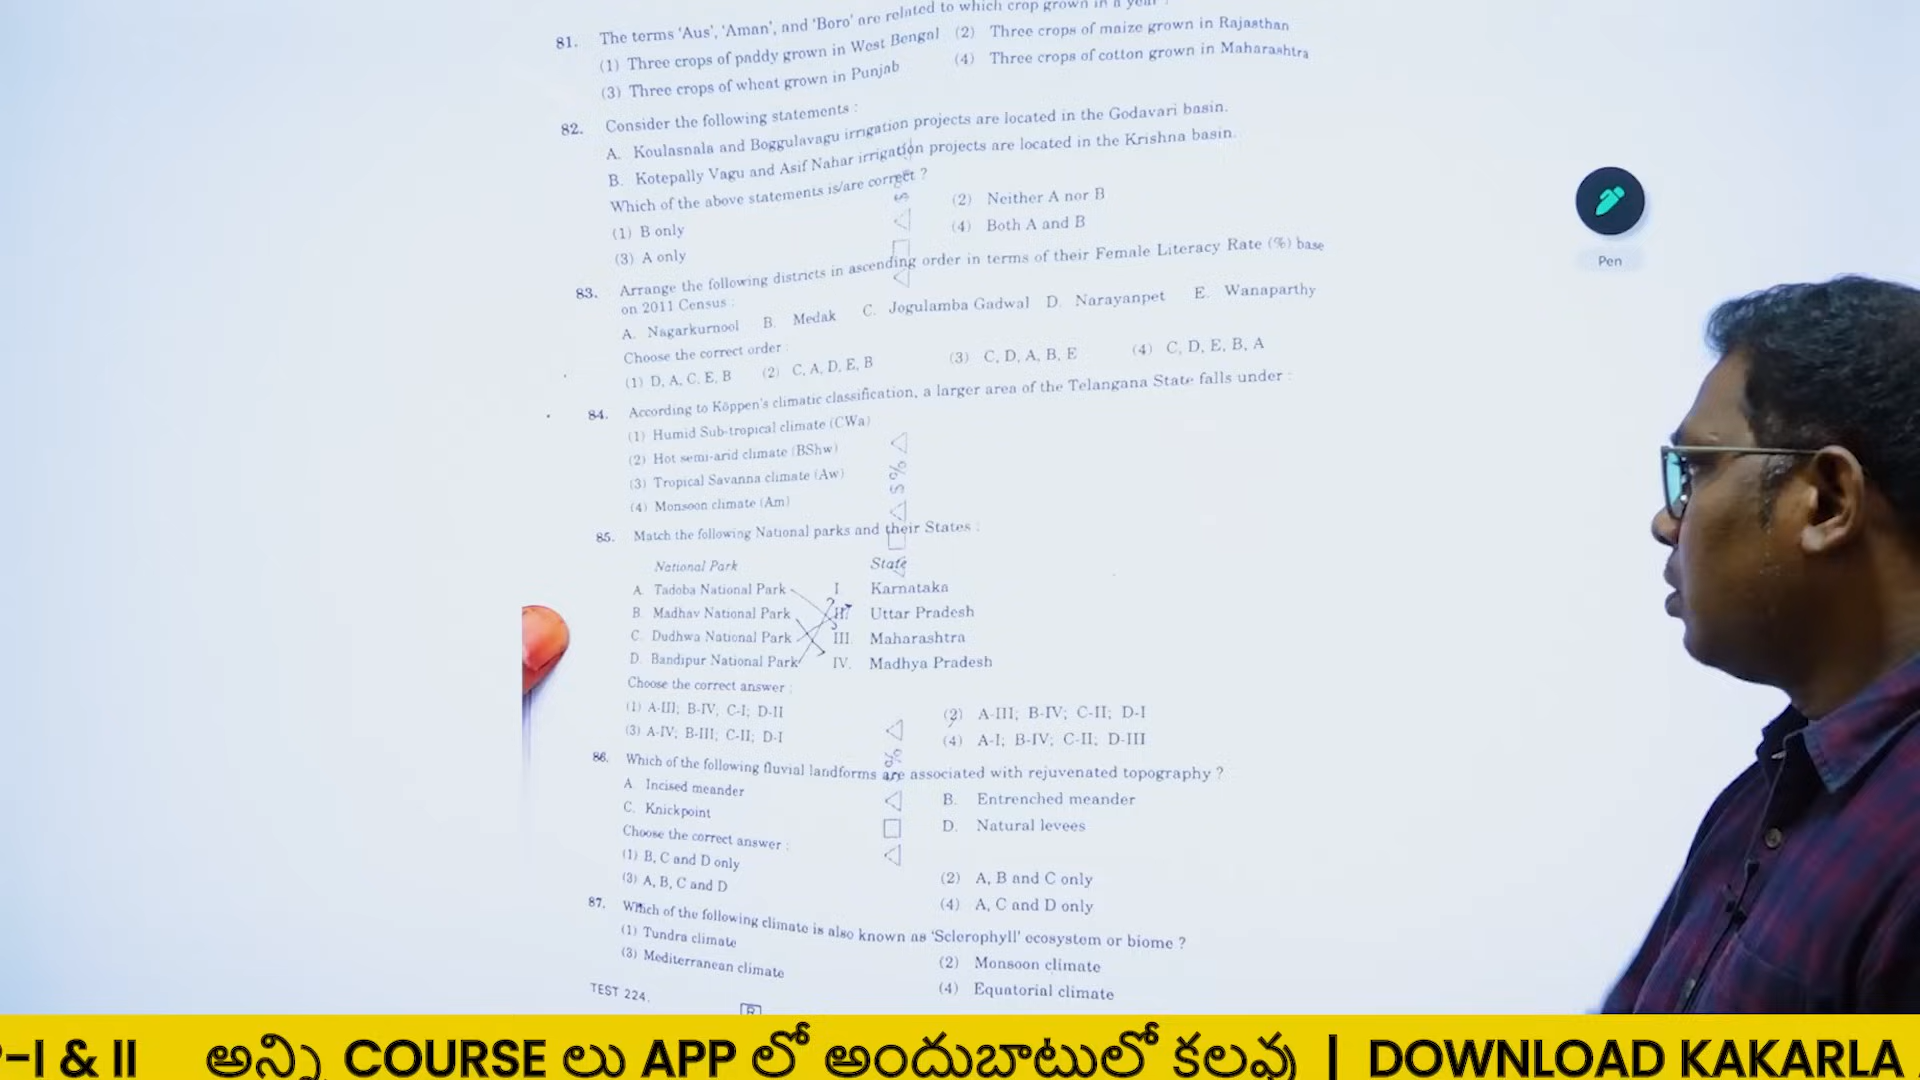 81. The terms 'Aus', 'Aman', and 'Boro' are related to which crop grown in a year ?
(1) Three crops of paddy grown in West Bengal (2) Three crops of maize grown in Rajasthan
(3) Three crops of wheat grown in Punjab (4) Three crops of cotton grown in Maharashtra
82. Consider the following statements :
A. Koulasnala and Boggulavagu irrigation projects are located in the Godavari basin.
B. Kotepally Vagu and Asif Nahar irrigation projects are located in the Krishna basin.
Which of the above statements is/are correct ?
(1) B only (2) Neither A nor B
(3) A only (4) Both A and B
83. Arrange the following districts in ascending order in terms of their Female Literacy Rate (%) base
on 2011 Census :
A. Nagarkurnool B. Medak C. Jogulamba Gadwal D. Narayanpet E. Wanaparthy
Choose the correct order :
(1) D, A, C, E, B (2) C, A, D, E, B (3) C, D, A, B, E (4) C, D, E, B, A
84. According to Köppen's climatic classification, a larger area of the Telangana State falls under :
(1) Humid Sub-tropical climate (CWa)
(2) Hot semi-arid climate (BShw)
(3) Tropical Savanna climate (Aw)
(4) Monsoon climate (Am)
85. Match the following National parks and their States :
National Park State
A. Tadoba National Park I Karnataka
B. Madhav National Park II Uttar Pradesh
C. Dudhwa National Park III. Maharashtra
D. Bandipur National Park IV. Madhya Pradesh
Choose the correct answer :
(1) A-III; B-IV, C-I; D-II (2) A-III; B-IV; C-II; D-I
(3) A-IV; B-III; C-II; D-I (4) A-I; B-IV; C-II; D-III
86. Which of the following fluvial landforms are associated with rejuvenated topography ?
A. Incised meander B. Entrenched meander
C. Knickpoint D. Natural levees
Choose the correct answer :
(1) B, C and D only (2) A, B and C only
(3) A, B, C and D (4) A, C and D only
87. Which of the following climate is also known as 'Sclerophyll' ecosystem or biome ?
(1) Tundra climate (2) Monsoon climate
(3) Mediterranean climate (4) Equatorial climate
TEST 224.
R
Pen
-I & II అన్ని COURSE లు APP లో అందుబాటులో కలవు | DOWNLOAD KAKARLA